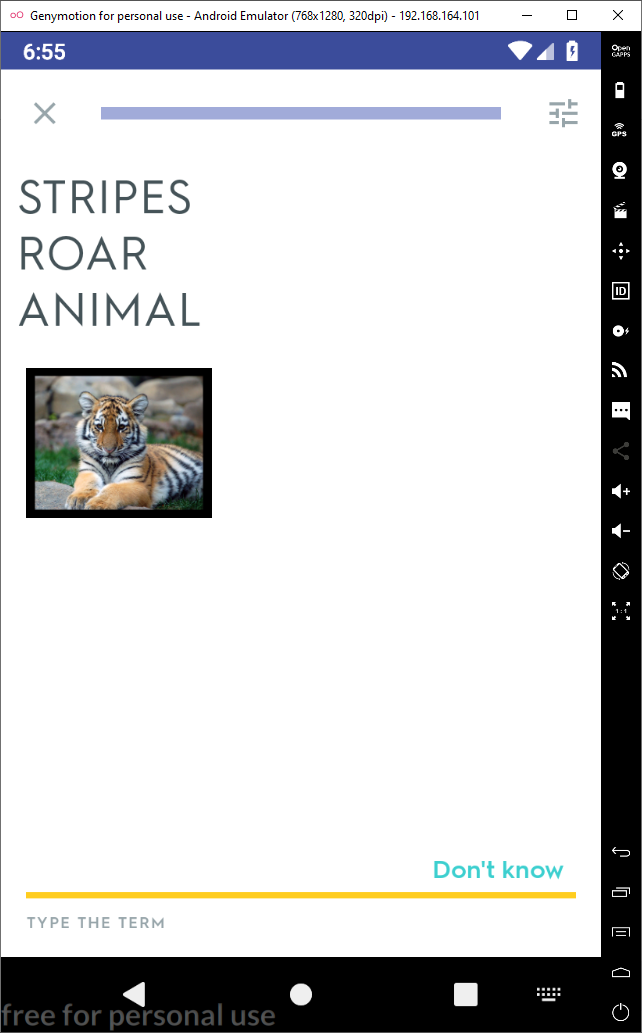 Genymotion for personal use - Android Emulator (768x1280, 320dpi) - 192.168.164.101
6:55
Open
GAPPS
GPS
STRIPES
ROAR
ANIMAL
ID
1:1
Don't know
TYPE THE TERM
free for personal use